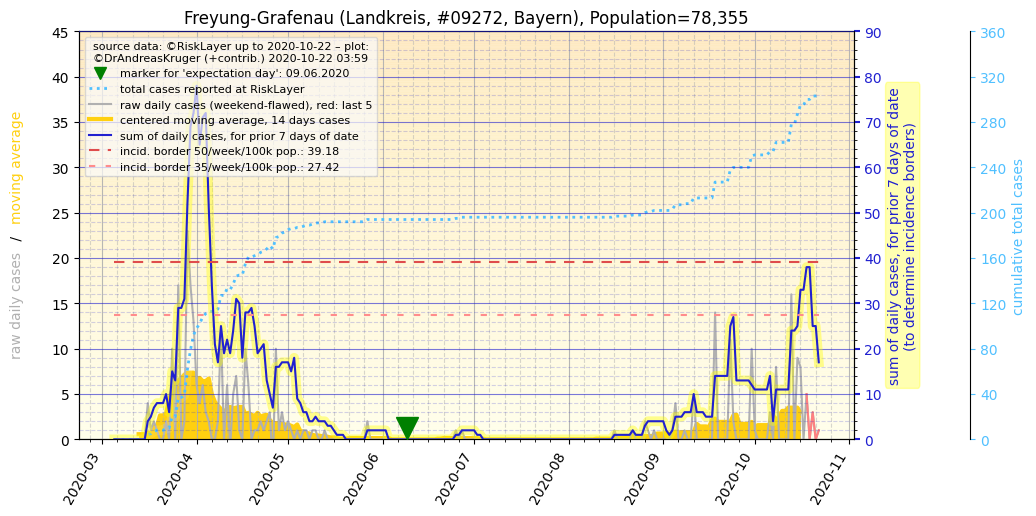 Freyung-Grafenau (Landkreis, #09272, Bayern), Population=78,355
source data: ©RiskLayer up to 2020-10-22 – plot:
©DrAndreasKruger (+contrib.) 2020-10-22 03:59
marker for 'expectation day': 09.06.2020
total cases reported at RiskLayer
raw daily cases (weekend-flawed), red: last 5
centered moving average, 14 days cases
sum of daily cases, for prior 7 days of date
incid. border 50/week/100k pop.: 39.18
incid. border 35/week/100k pop.: 27.42
raw daily cases / moving average
45
40
35
30
25
20
15
10
5
0
2020-03
2020-04
2020-05
2020-06
2020-07
2020-08
2020-09
2020-10
2020-11
90
80
70
60
50
40
30
20
10
0
sum of daily cases, for prior 7 days of date
(to determine incidence borders)
360
320
280
240
200
160
120
80
40
0
cumulative total cases